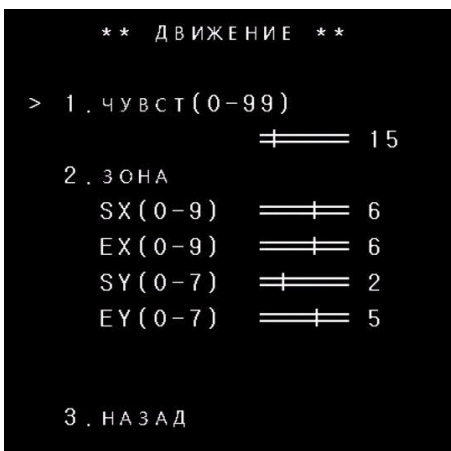 ** ДВИЖЕНИЕ **
> 1.ЧУВСТ(0-99)
15
2.ЗОНА
SX(0-9) 6
EX(0-9) 6
SY(0-7) 2
EY(0-7) 5
3.НАЗАД